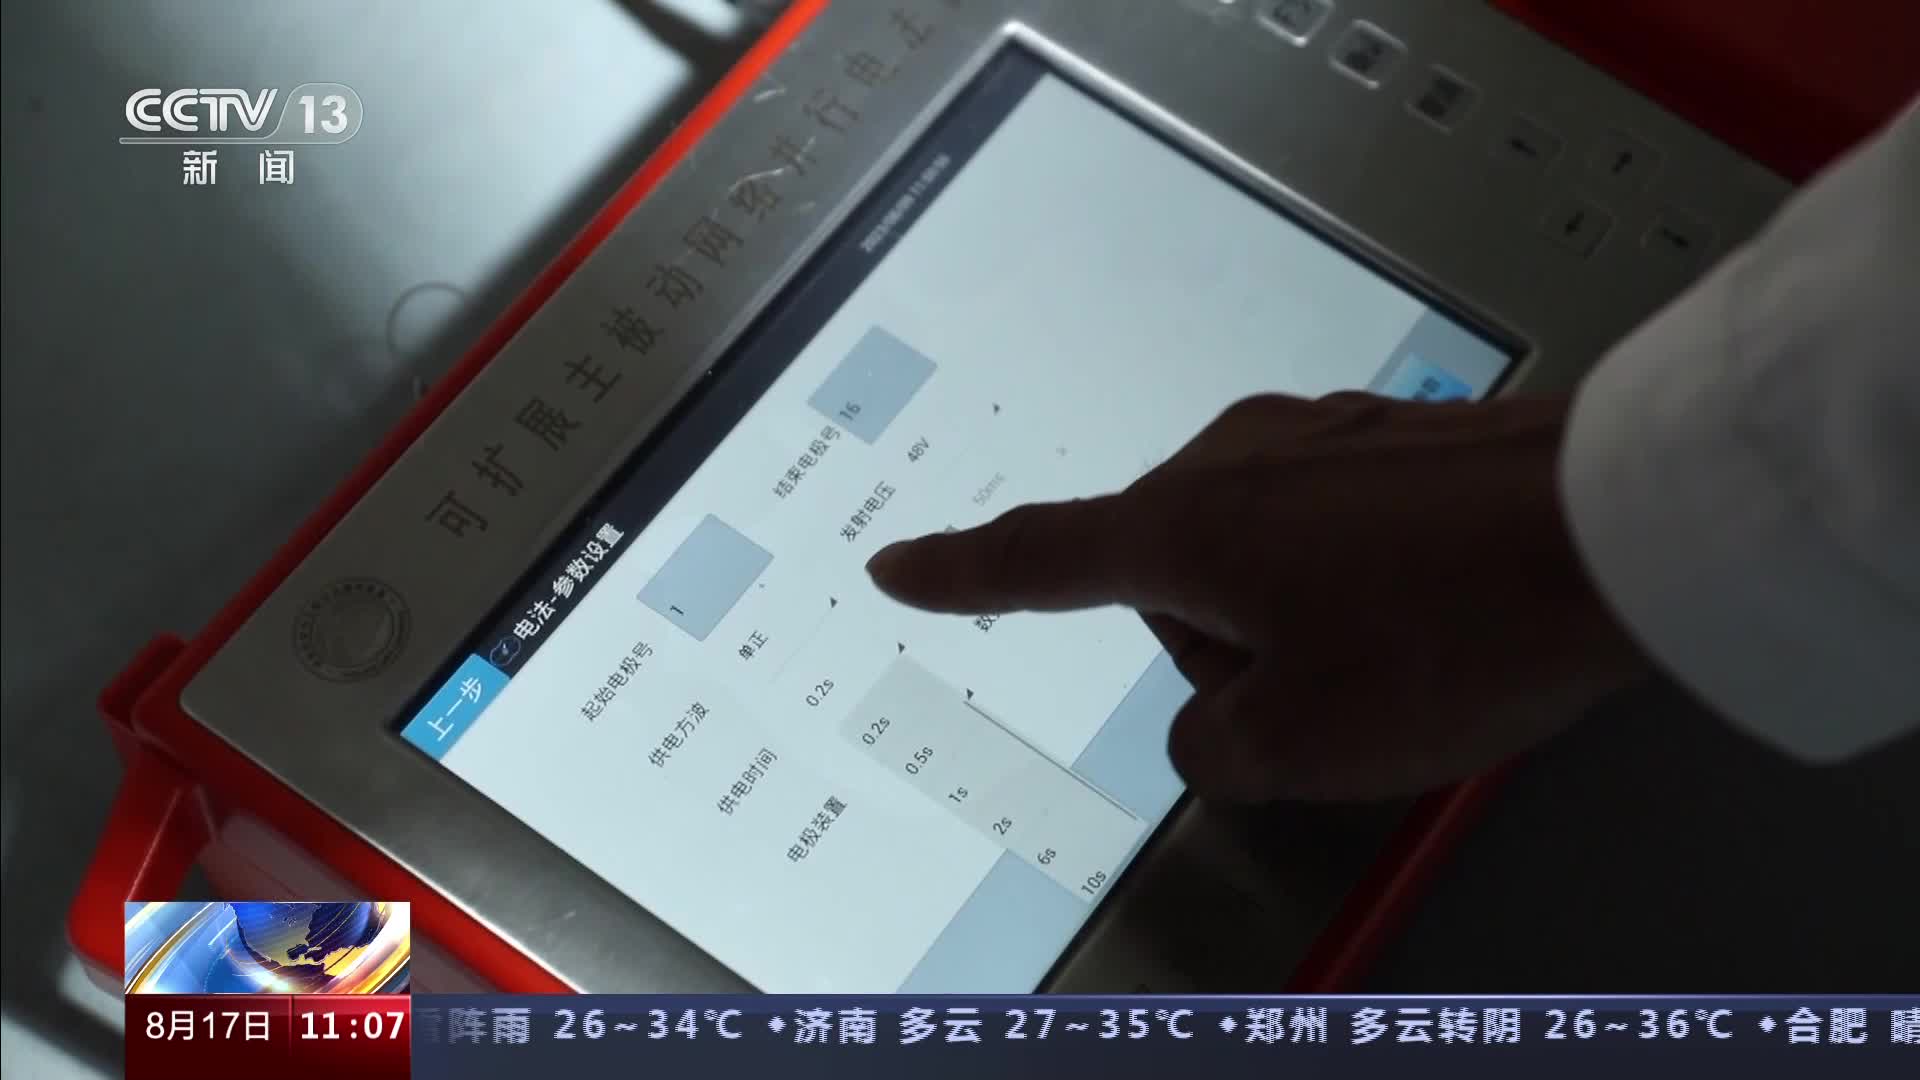 CCTV 13
新闻
可扩展主被动网络并行电法
上一步
电法-参数设置
起始电极号 1
结束电极号 16
供电方波 单正
发射电压 48V
供电时间 0.2s
50ms
电极装置
数
0.2s
0.5s
1s
2s
6s
10s
8月17日 11:07
阵雨 26~34℃ 济南 多云 27~35℃ 郑州 多云转阴 26~36℃ 合肥 晴